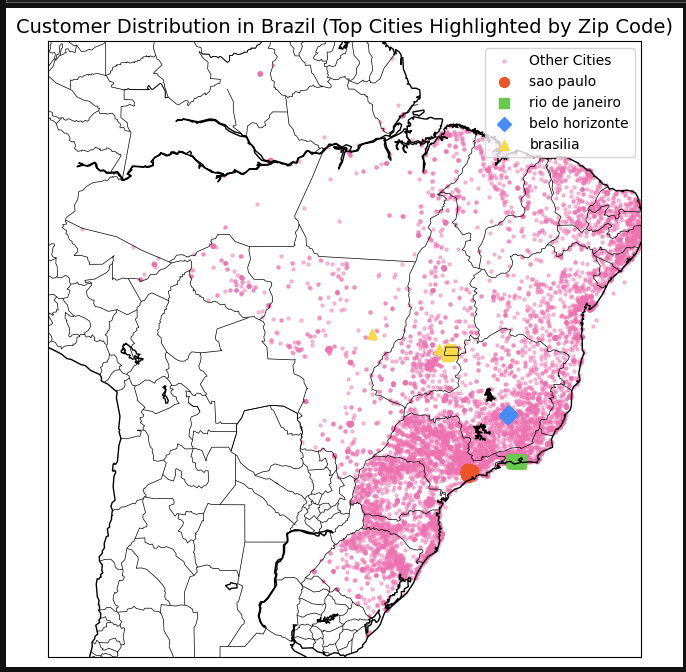 Customer Distribution in Brazil (Top Cities Highlighted by Zip Code)
Other Cities
sao paulo
rio de janeiro
belo horizonte
brasilia